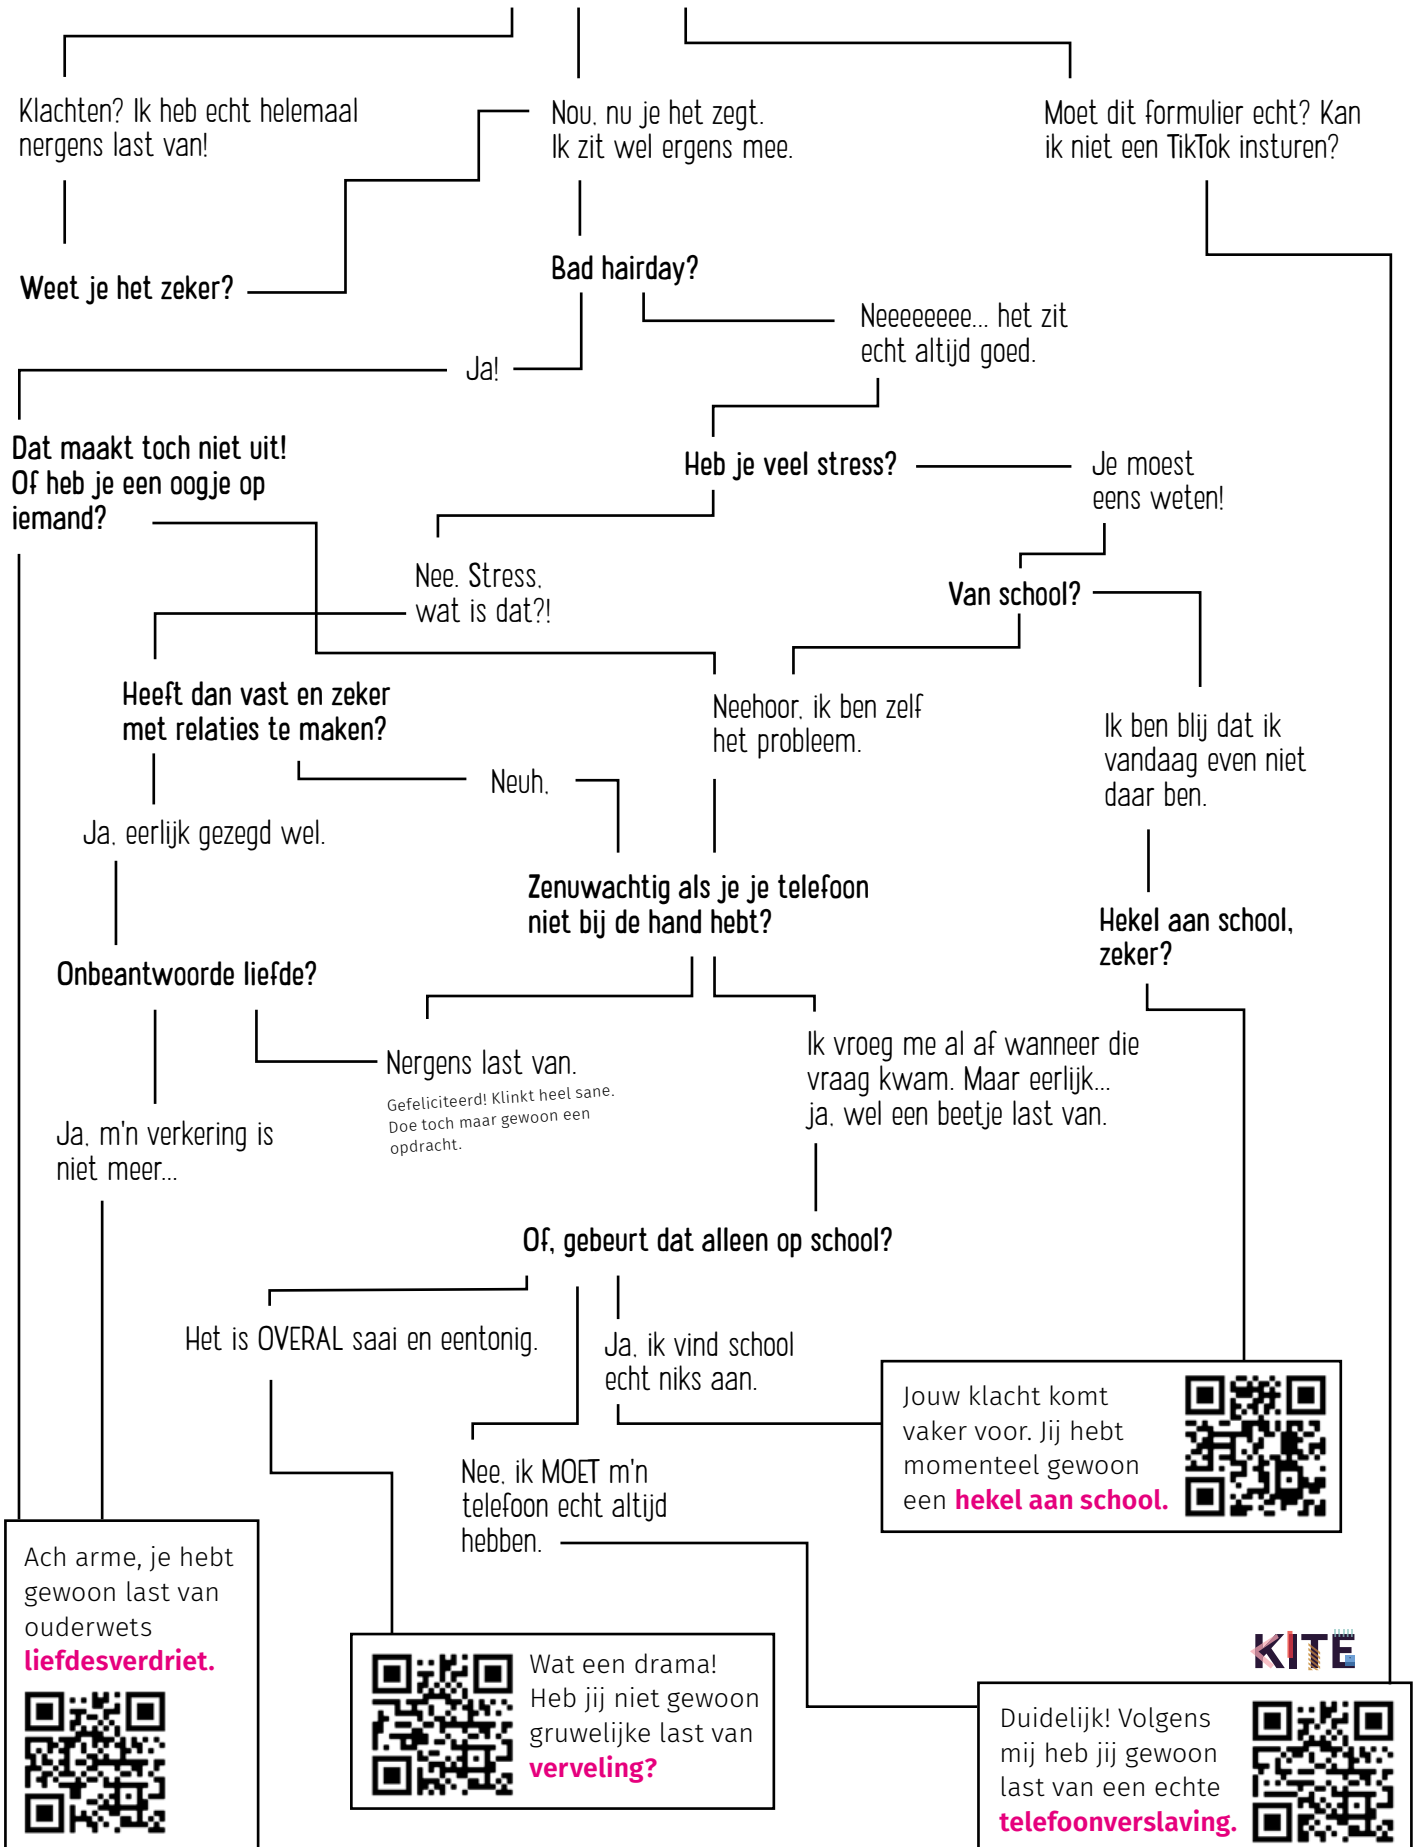 Klachten? Ik heb echt helemaal
nergens last van!
Nou, nu je het zegt.
Ik zit wel ergens mee.
Moet dit formulier echt? Kan
ik niet een TikTok insturen?
Weet je het zeker?
Bad hairday?
Neeeeeeee... het zit
echt altijd goed.
Ja!
Dat maakt toch niet uit!
Of heb je een oogje op
iemand?
Heb je veel stress?
Je moest
eens weten!
Nee. Stress,
wat is dat?!
Van school?
Heeft dan vast en zeker
met relaties te maken?
Neehoor, ik ben zelf
het probleem.
Ik ben blij dat ik
vandaag even niet
daar ben.
Neuh,
Ja, eerlijk gezegd wel.
Zenuwachtig als je je telefoon
niet bij de hand hebt?
Hekel aan school,
zeker?
Onbeantwoorde liefde?
Nergens last van.
Gefeliciteerd! Klinkt heel sane.
Doe toch maar gewoon een
opdracht.
Ik vroeg me al af wanneer die
vraag kwam. Maar eerlijk...
ja, wel een beetje last van.
Ja, m'n verkering is
niet meer...
Of, gebeurt dat alleen op school?
Het is OVERAL saai en eentonig.
Ja, ik vind school
echt niks aan.
Nee, ik MOET m'n
telefoon echt altijd
hebben.
Jouw klacht komt
vaker voor. Jij hebt
momenteel gewoon
een hekel aan school.
Ach arme, je hebt
gewoon last van
ouderwets
liefdesverdriet.
Wat een drama!
Heb jij niet gewoon
gruwelijke last van
verveling?
KITE
Duidelijk! Volgens
mij heb jij gewoon
last van een echte
telefoonverslaving.